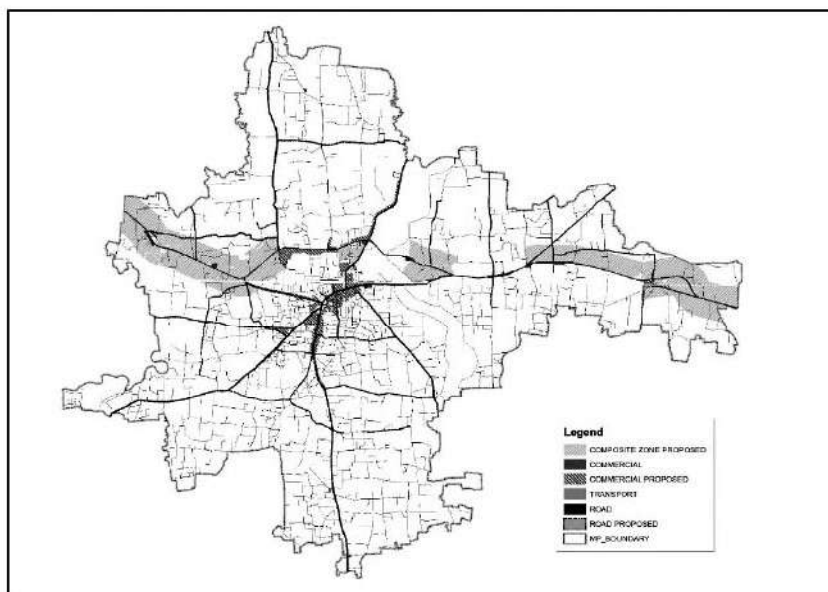 Legend
COMPOSITE ZONE PROPOSED
COMMERCIAL
COMMERCIAL PROPOSED
TRANSPORT
ROAD
ROAD PROPOSED
MP_BOUNDARY